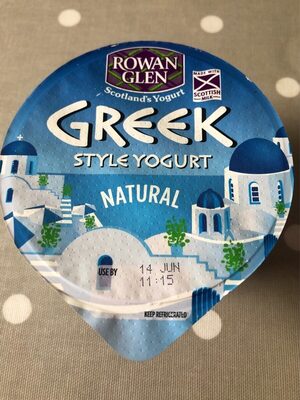 ROWAN
GLEN
Scotland's Yogurt
MADE WITH
SCOTTISH
MILK
GREEK
STYLE YOGURT
NATURAL
USE BY
14 JUN
11:15
KEEP REFRIGERATED